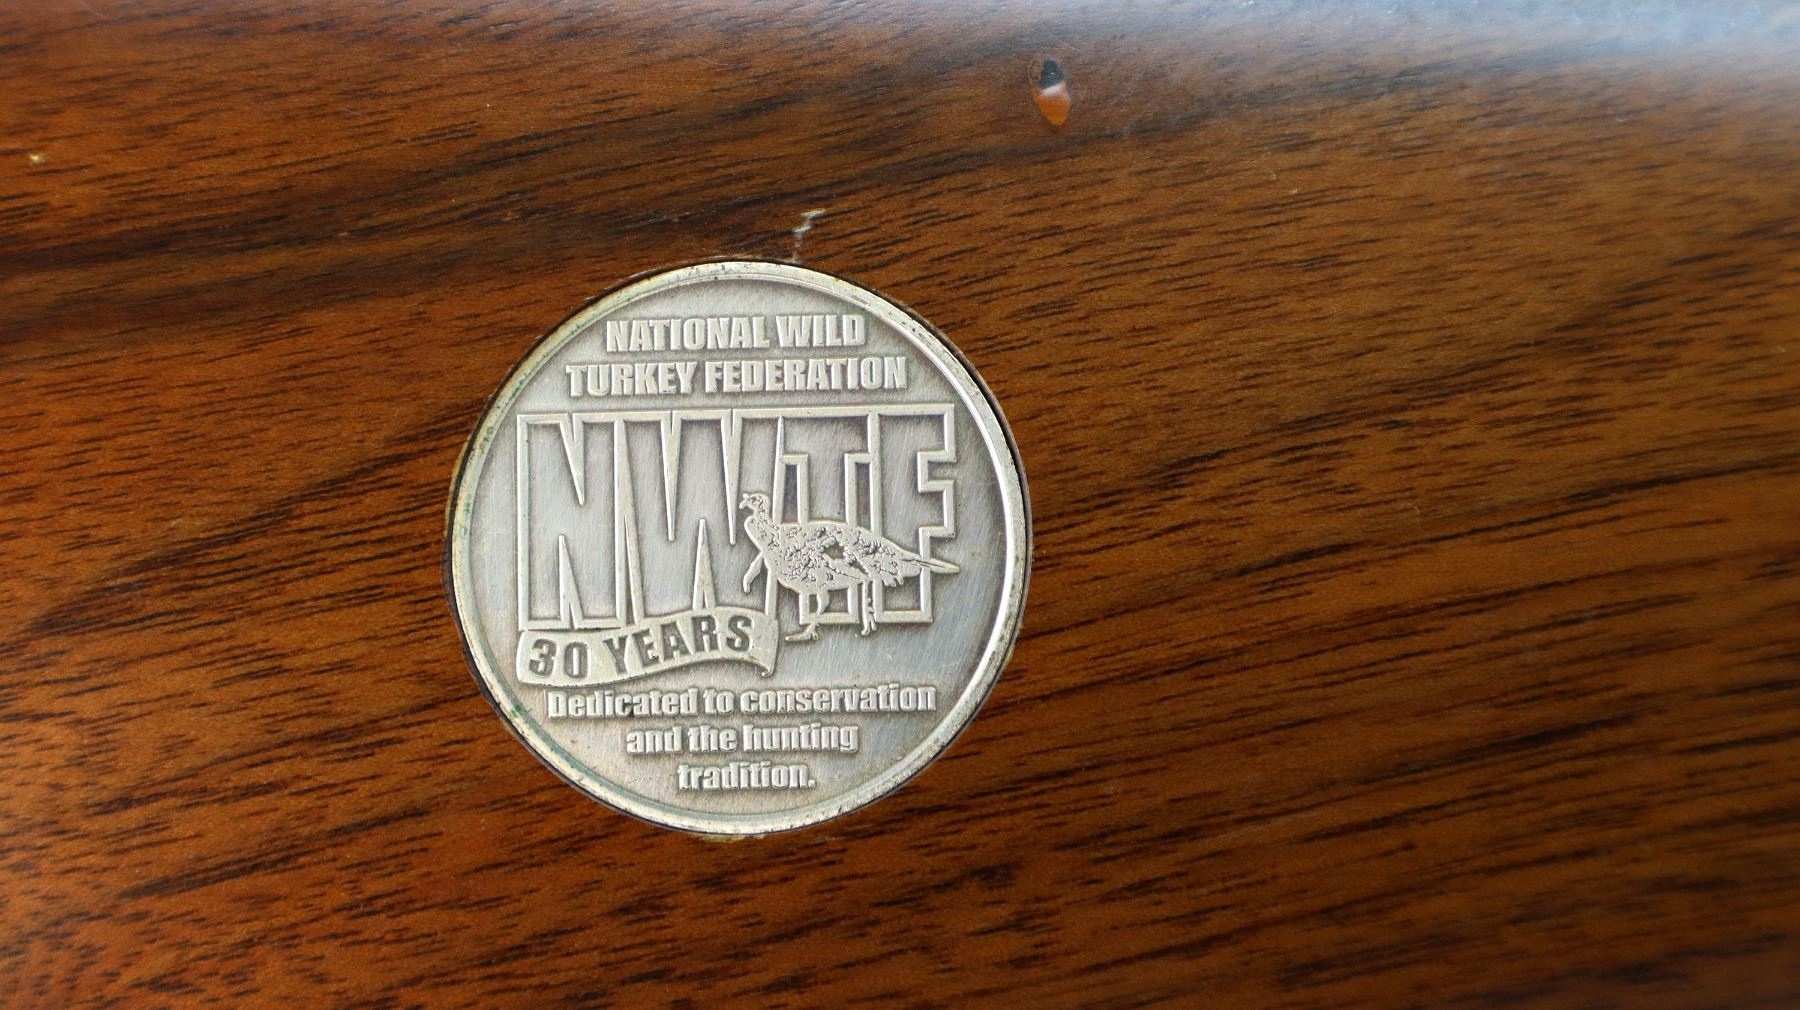 NATIONAL WILD
TURKEY FEDERATION
NWTF
30 YEARS
Dedicated to conservation
and the hunting
tradition.